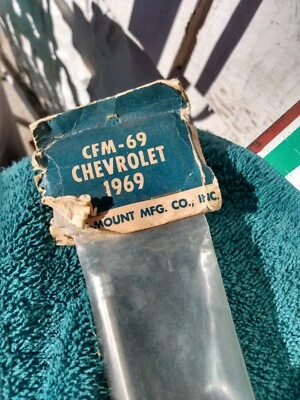 CFM-69
CHEVROLET
1969
MOUNT MFG. CO., INC.